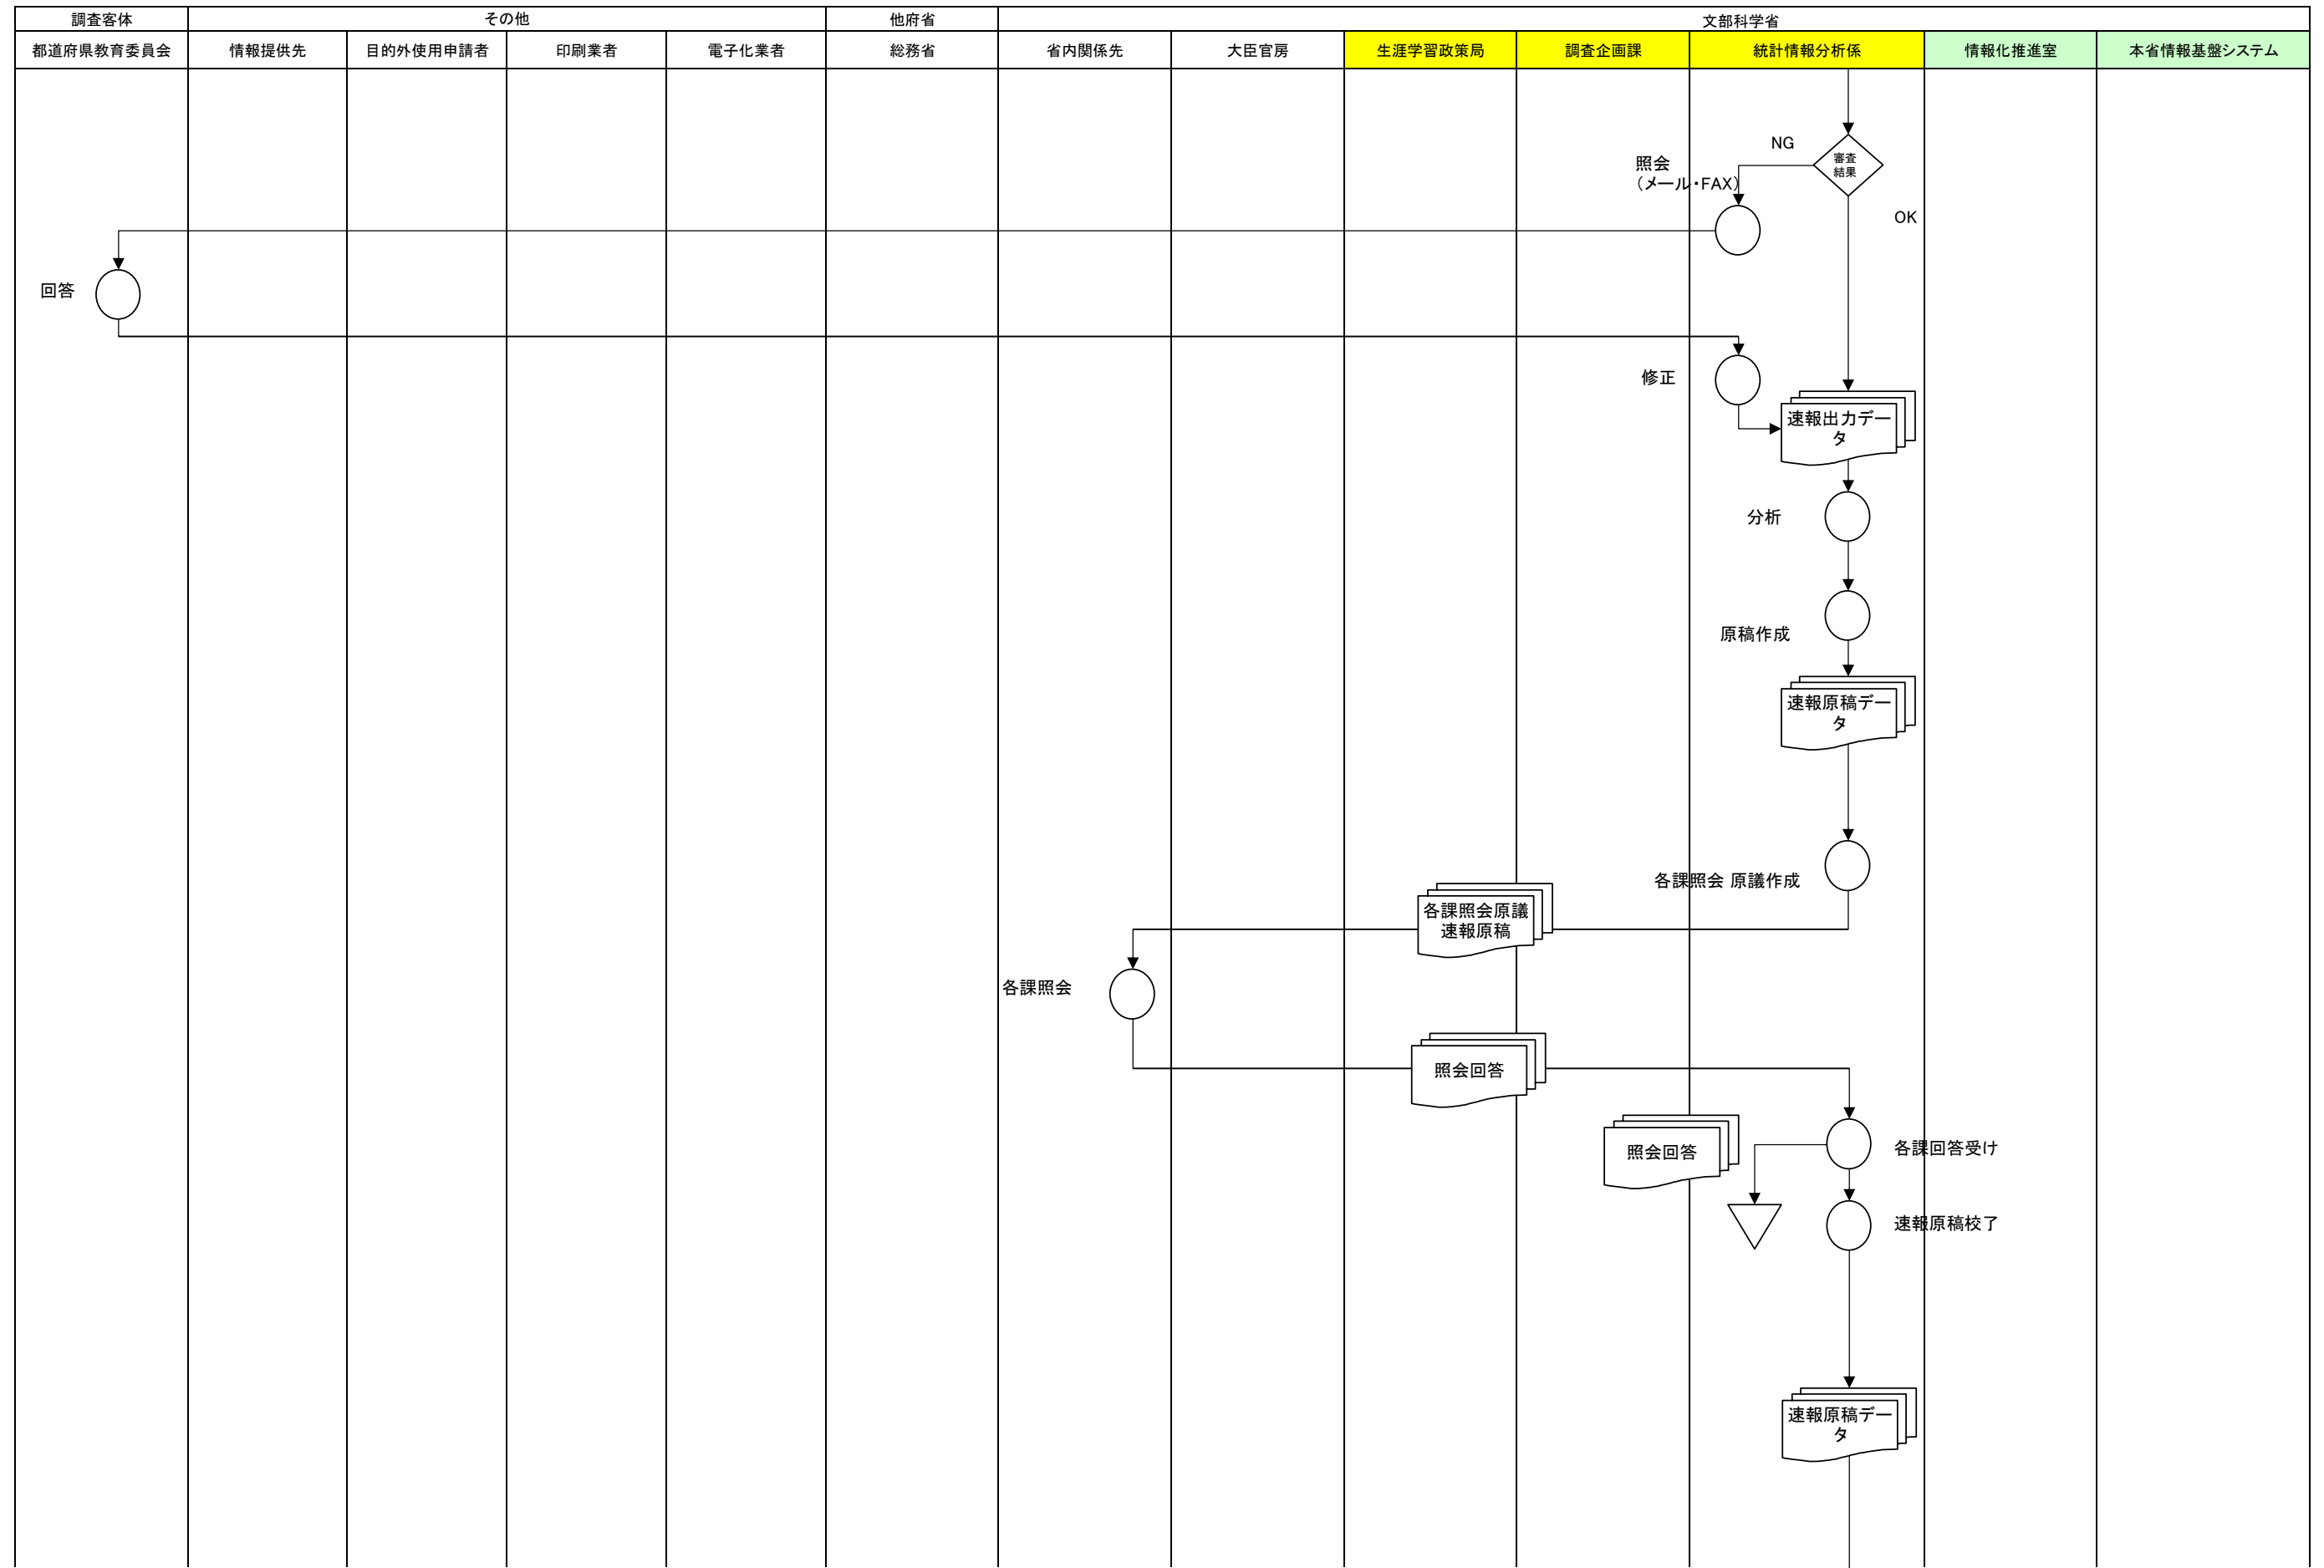 調査客体
その他
他府省
文部科学省
都道府県教育委員会
情報提供先
目的外使用申請者
印刷業者
電子化業者
総務省
省内関係先
大臣官房
生涯学習政策局
調査企画課
統計情報分析係
情報化推進室
本省情報基盤システム
NG
審査
結果
照会
（メール・FAX）
OK
回答
修正
速報出力デー
タ
分析
原稿作成
速報原稿デー
タ
各課照会 原議作成
各課照会原議
速報原稿
各課照会
照会回答
照会回答
各課回答受け
速報原稿校了
速報原稿デー
タ